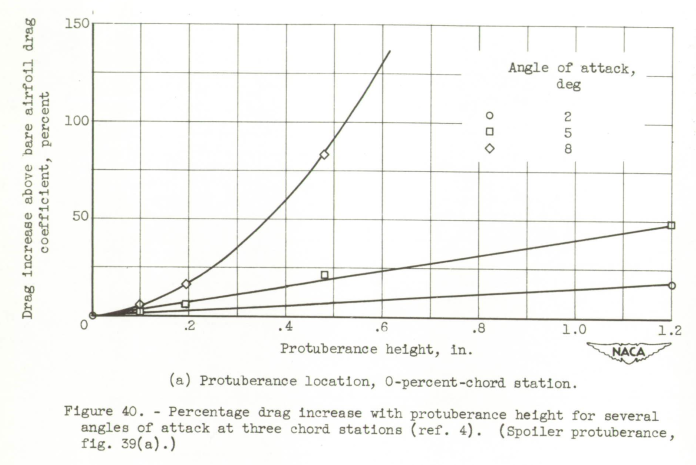 Drag increase above bare airfoil drag
coefficient, percent
150
100
50
0
Angle of attack,
deg
2
5
8
0 .2 .4 .6 .8 1.0 1.2
Protuberance height, in.
NACA
(a) Protuberance location, 0-percent-chord station.
Figure 40. - Percentage drag increase with protuberance height for several
angles of attack at three chord stations (ref. 4). (Spoiler protuberance,
fig. 39(a).)